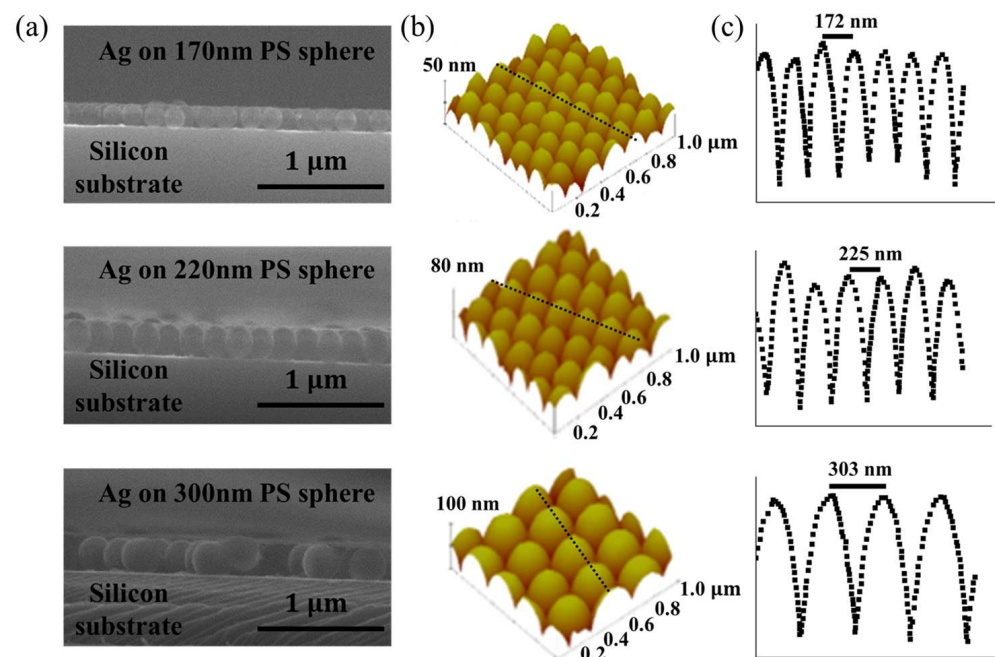 (a)
Ag on 170nm PS sphere
Silicon
substrate
1 μm
(b)
50 nm
1.0 μm
0.8
0.6
0.4
0.2
(c)
172 nm
Ag on 220nm PS sphere
Silicon
substrate
1 μm
80 nm
1.0 μm
0.8
0.6
0.4
0.2
225 nm
Ag on 300nm PS sphere
Silicon
substrate
1 μm
100 nm
1.0 μm
0.8
0.6
0.4
0.2
303 nm